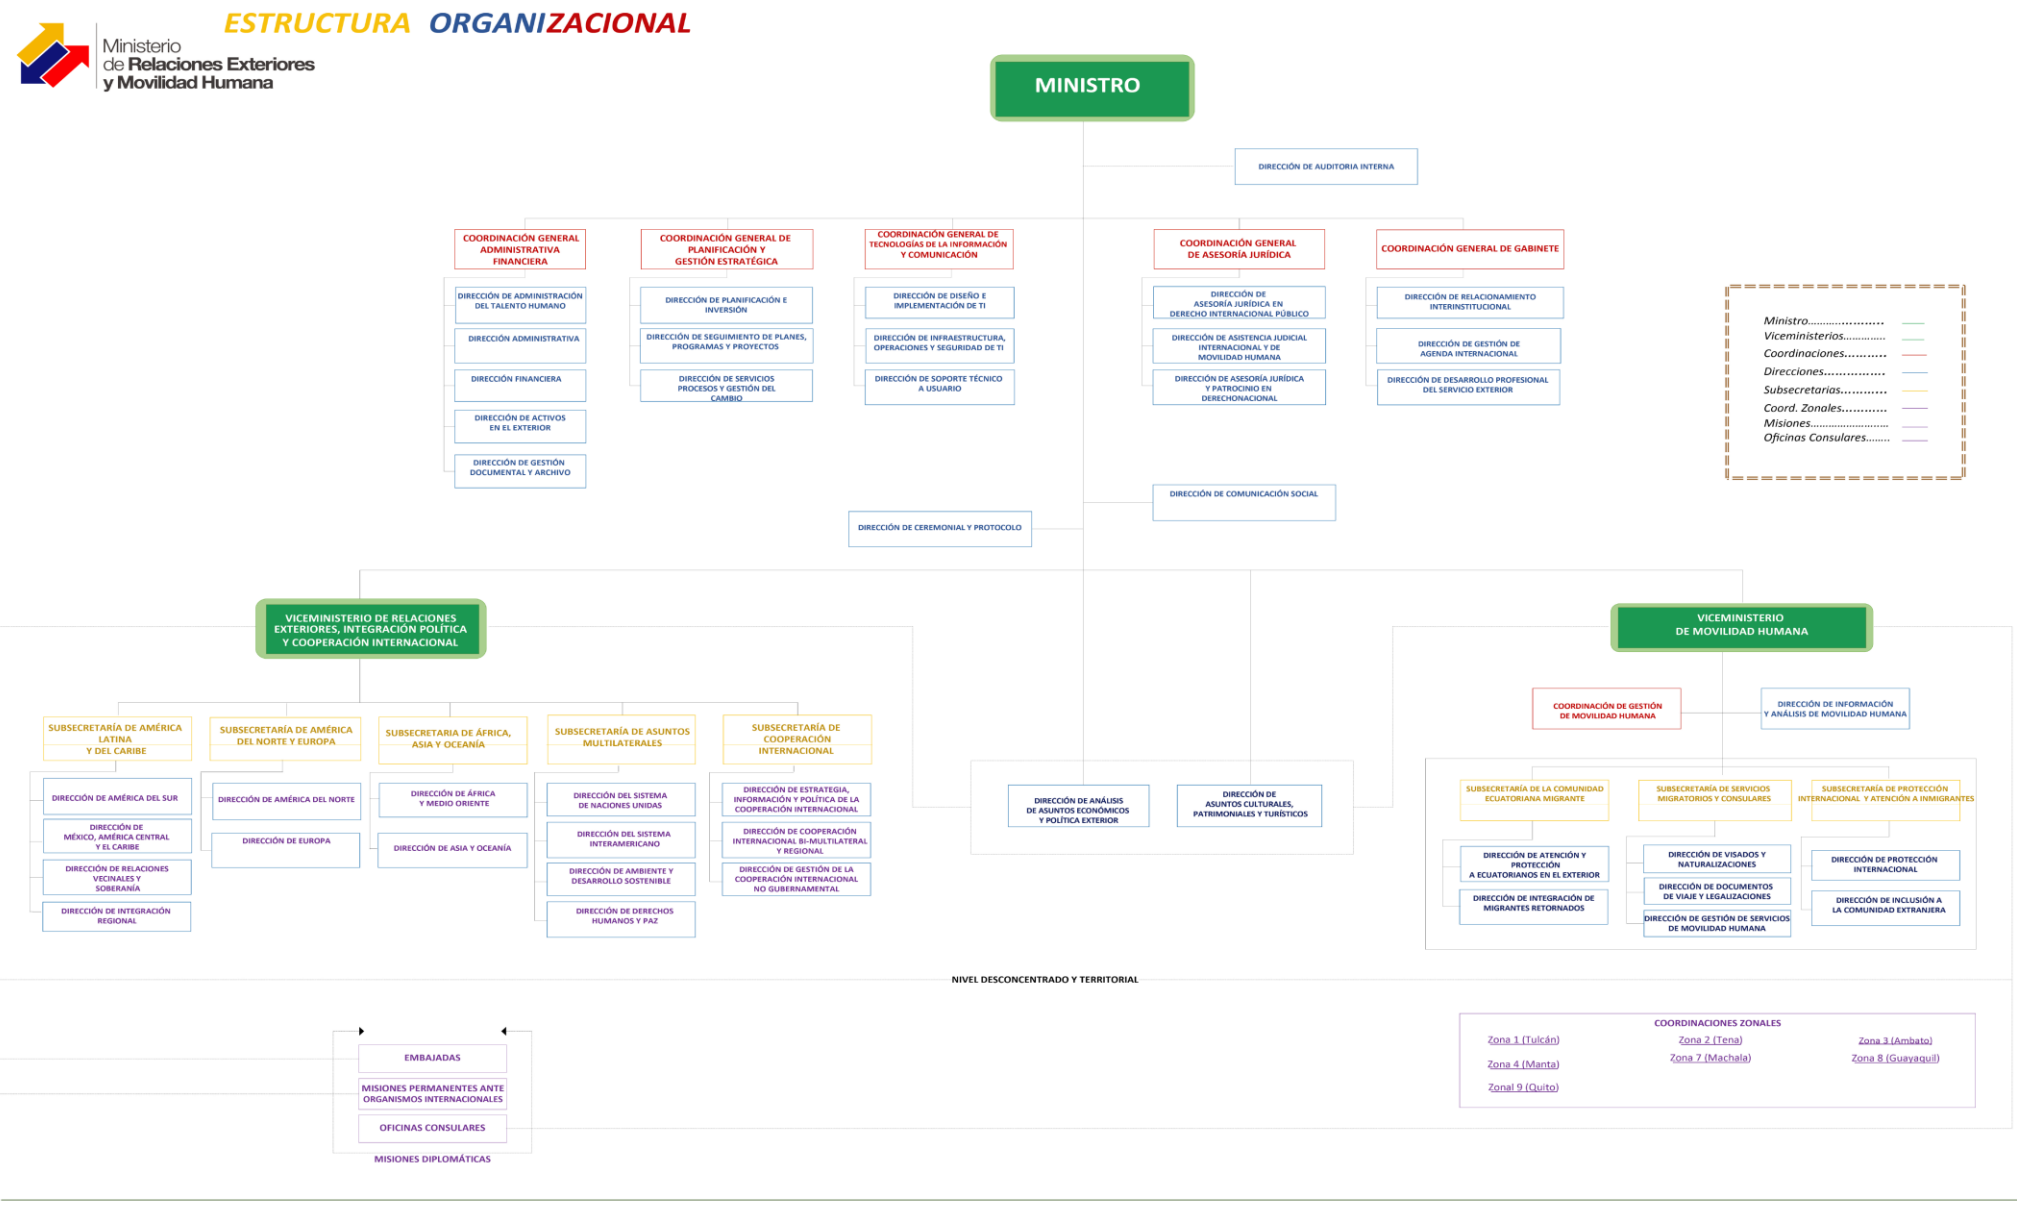 ESTRUCTURA ORGANIZACIONAL
Ministerio
de Relaciones Exteriores
y Movilidad Humana
MINISTRO
DIRECCIÓN DE AUDITORIA INTERNA
COORDINACIÓN GENERAL
ADMINISTRATIVA
FINANCIERA
DIRECCIÓN DE ADMINISTRACIÓN
DEL TALENTO HUMANO
DIRECCIÓN ADMINISTRATIVA
DIRECCIÓN FINANCIERA
DIRECCIÓN DE ACTIVOS
EN EL EXTERIOR
DIRECCIÓN DE GESTIÓN
DOCUMENTAL Y ARCHIVO
COORDINACIÓN GENERAL DE
PLANIFICACIÓN Y
GESTIÓN ESTRATÉGICA
DIRECCIÓN DE PLANIFICACIÓN E
INVERSIÓN
DIRECCIÓN DE SEGUIMIENTO DE PLANES,
PROGRAMAS Y PROYECTOS
DIRECCIÓN DE SERVICIOS
PROCESOS Y GESTIÓN DEL
CAMBIO
COORDINACIÓN GENERAL DE
TECNOLOGÍAS DE LA INFORMACIÓN
Y COMUNICACIÓN
DIRECCIÓN DE DISEÑO E
IMPLEMENTACIÓN DE TI
DIRECCIÓN DE INFRAESTRUCTURA,
OPERACIONES Y SEGURIDAD DE TI
DIRECCIÓN DE SOPORTE TÉCNICO
A USUARIO
COORDINACIÓN GENERAL
DE ASESORÍA JURÍDICA
DIRECCIÓN DE
ASESORÍA JURÍDICA EN
DERECHO INTERNACIONAL PÚBLICO
DIRECCIÓN DE ASISTENCIA JUDICIAL
INTERNACIONAL Y DE
MOVILIDAD HUMANA
DIRECCIÓN DE ASESORÍA JURÍDICA
Y PATROCINIO EN
DERECHONACIONAL
COORDINACIÓN GENERAL DE GABINETE
DIRECCIÓN DE RELACIONAMIENTO
INTERINSTITUCIONAL
DIRECCIÓN DE GESTIÓN DE
AGENDA INTERNACIONAL
DIRECCIÓN DE DESARROLLO PROFESIONAL
DEL SERVICIO EXTERIOR
Ministro......................
Viceministerios.............
Coordinaciones...........
Direcciones................
Subsecretarias............
Coord. Zonales............
Misiones......................
Oficinas Consulares........
DIRECCIÓN DE COMUNICACIÓN SOCIAL
DIRECCIÓN DE CEREMONIAL Y PROTOCOLO
VICEMINISTERIO DE RELACIONES
EXTERIORES, INTEGRACIÓN POLÍTICA
Y COOPERACIÓN INTERNACIONAL
SUBSECRETARÍA DE AMÉRICA
LATINA
Y DEL CARIBE
DIRECCIÓN DE AMÉRICA DEL SUR
DIRECCIÓN DE
MÉXICO, AMÉRICA CENTRAL
Y EL CARIBE
DIRECCIÓN DE RELACIONES
VECINALES Y
SOBERANÍA
DIRECCIÓN DE INTEGRACIÓN
REGIONAL
SUBSECRETARÍA DE AMÉRICA
DEL NORTE Y EUROPA
DIRECCIÓN DE AMÉRICA DEL NORTE
DIRECCIÓN DE EUROPA
SUBSECRETARIA DE ÁFRICA,
ASIA Y OCEANÍA
DIRECCIÓN DE ÁFRICA
Y MEDIO ORIENTE
DIRECCIÓN DE ASIA Y OCEANÍA
SUBSECRETARÍA DE ASUNTOS
MULTILATERALES
DIRECCIÓN DEL SISTEMA
DE NACIONES UNIDAS
DIRECCIÓN DEL SISTEMA
INTERAMERICANO
DIRECCIÓN DE AMBIENTE Y
DESARROLLO SOSTENIBLE
DIRECCIÓN DE DERECHOS
HUMANOS Y PAZ
SUBSECRETARÍA DE
COOPERACIÓN
INTERNACIONAL
DIRECCIÓN DE ESTRATEGIA,
INFORMACIÓN Y POLÍTICA DE LA
COOPERACIÓN INTERNACIONAL
DIRECCIÓN DE COOPERACIÓN
INTERNACIONAL BI-MULTILATERAL
Y REGIONAL
DIRECCIÓN DE GESTIÓN DE LA
COOPERACIÓN INTERNACIONAL
NO GUBERNAMENTAL
DIRECCIÓN DE ANÁLISIS
DE ASUNTOS ECONÓMICOS
Y POLÍTICA EXTERIOR
DIRECCIÓN DE
ASUNTOS CULTURALES,
PATRIMONIALES Y TURÍSTICOS
VICEMINISTERIO
DE MOVILIDAD HUMANA
COORDINACIÓN DE GESTIÓN
DE MOVILIDAD HUMANA
DIRECCIÓN DE INFORMACIÓN
Y ANÁLISIS DE MOVILIDAD HUMANA
SUBSECRETARÍA DE LA COMUNIDAD
ECUATORIANA MIGRANTE
DIRECCIÓN DE ATENCIÓN Y
PROTECCIÓN
A ECUATORIANOS EN EL EXTERIOR
DIRECCIÓN DE INTEGRACIÓN DE
MIGRANTES RETORNADOS
SUBSECRETARÍA DE SERVICIOS
MIGRATORIOS Y CONSULARES
DIRECCIÓN DE VISADOS Y
NATURALIZACIONES
DIRECCIÓN DE DOCUMENTOS
DE VIAJE Y LEGALIZACIONES
DIRECCIÓN DE GESTIÓN DE SERVICIOS
DE MOVILIDAD HUMANA
SUBSECRETARÍA DE PROTECCIÓN
INTERNACIONAL Y ATENCIÓN A INMIGRANTES
DIRECCIÓN DE PROTECCIÓN
INTERNACIONAL
DIRECCIÓN DE INCLUSIÓN A
LA COMUNIDAD EXTRANJERA
NIVEL DESCONCENTRADO Y TERRITORIAL
EMBAJADAS
MISIONES PERMANENTES ANTE
ORGANISMOS INTERNACIONALES
OFICINAS CONSULARES
MISIONES DIPLOMÁTICAS
COORDINACIONES ZONALES
Zona 1 (Tulcán) Zona 2 (Tena) Zona 3 (Ambato)
Zona 4 (Manta) Zona 7 (Machala) Zona 8 (Guayaquil)
Zonal 9 (Quito)